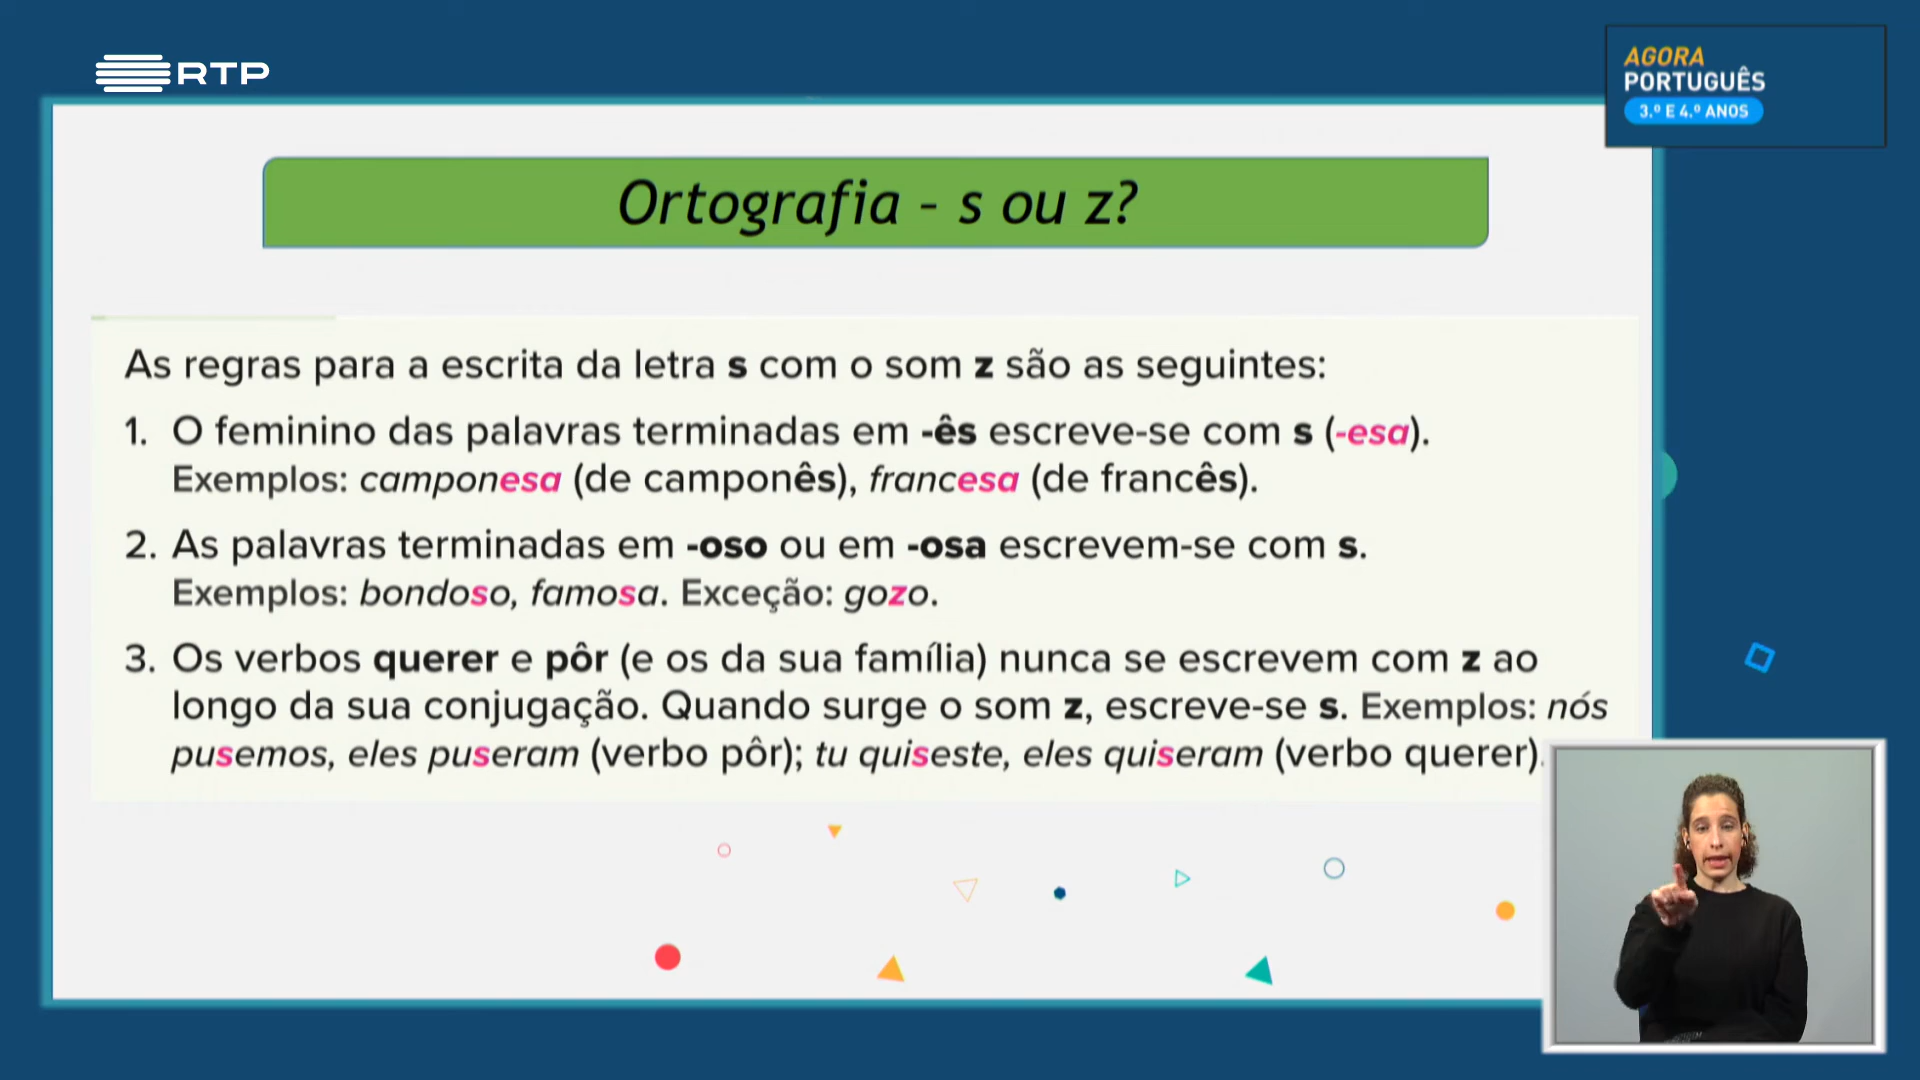 RTP
AGORA
PORTUGUÊS
3.º E 4.º ANOS
Ortografia - s ou z?
As regras para a escrita da letra s com o som z são as seguintes:
1. O feminino das palavras terminadas em -ês escreve-se com s (-esa).
Exemplos: camponesa (de camponês), francesa (de francês).
2. As palavras terminadas em -oso ou em -osa escrevem-se com s.
Exemplos: bondoso, famosa. Exceção: gozo.
3. Os verbos querer e pôr (e os da sua família) nunca se escrevem com z ao
longo da sua conjugação. Quando surge o som z, escreve-se s. Exemplos: nós
pusemos, eles puseram (verbo pôr); tu quiseste, eles quiseram (verbo querer).